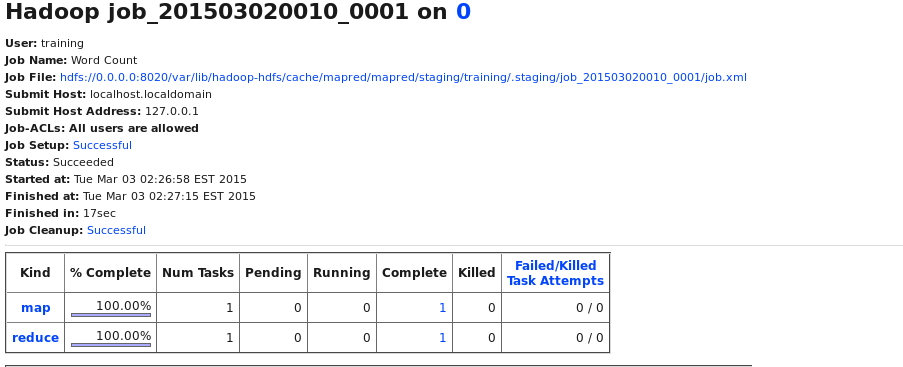 Hadoop job_201503020010_0001 on 0
User: training
Job Name: Word Count
Job File: hdfs://0.0.0.0:8020/var/lib/hadoop-hdfs/cache/mapred/mapred/staging/training/.staging/job_201503020010_0001/job.xml
Submit Host: localhost.localdomain
Submit Host Address: 127.0.0.1
Job-ACLs: All users are allowed
Job Setup: Successful
Status: Succeeded
Started at: Tue Mar 03 02:26:58 EST 2015
Finished at: Tue Mar 03 02:27:15 EST 2015
Finished in: 17sec
Job Cleanup: Successful
Kind % Complete Num Tasks Pending Running Complete Killed Failed/Killed
Task Attempts
map 100.00% 1 0 0 1 0 0 / 0
reduce 100.00% 1 0 0 1 0 0 / 0